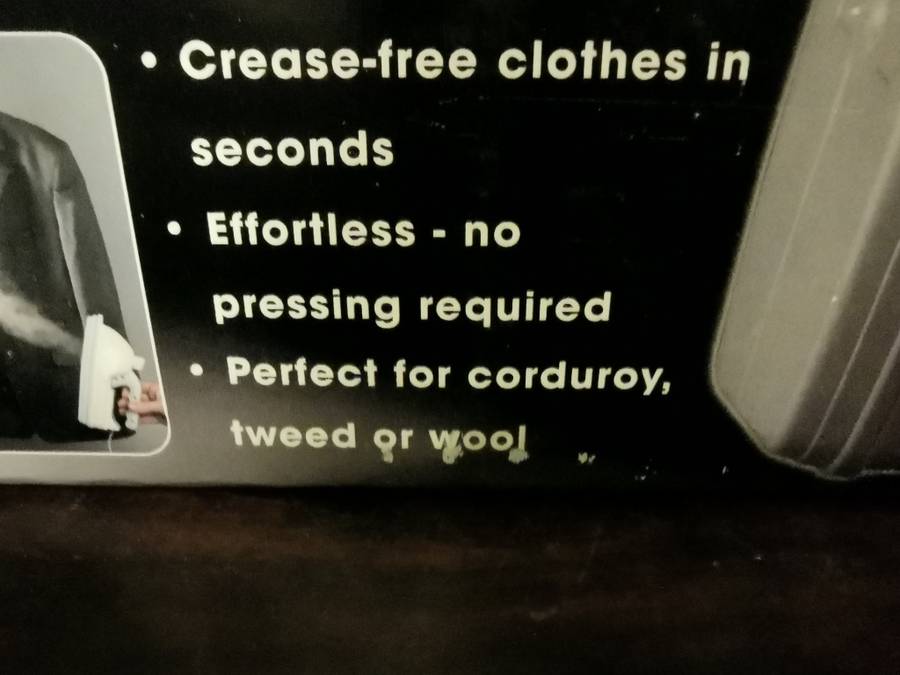 • Crease-free clothes in
seconds
• Effortless - no
pressing required
• Perfect for corduroy,
tweed or wool